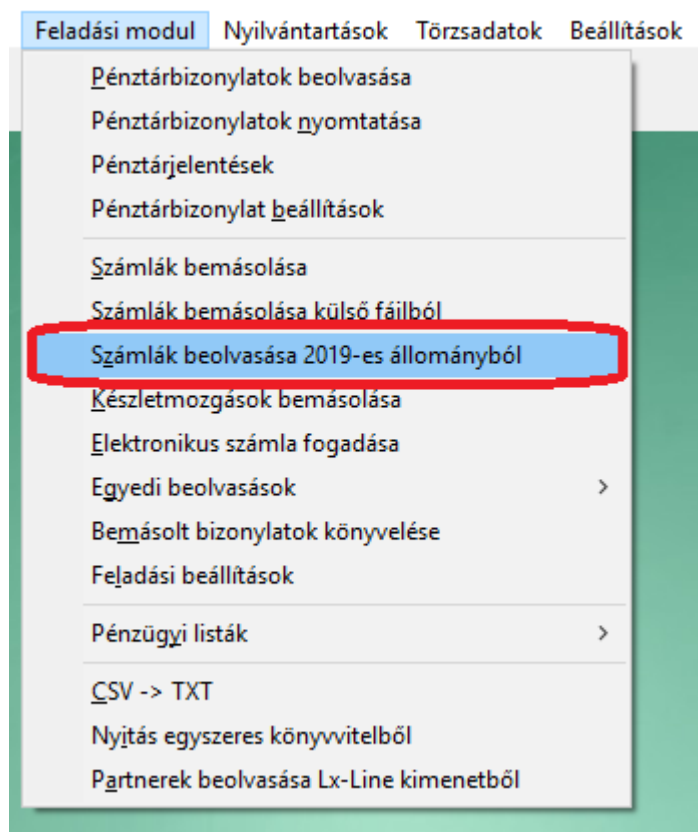 Feladási modul Nyilvántartások Törzsadatok Beállítások
Pénztárbizonylatok beolvasása
Pénztárbizonylatok nyomtatása
Pénztárjelentések
Pénztárbizonylat beállítások
Számlák bemásolása
Számlák bemásolása külső fáilból
Számlák beolvasása 2019-es állományból
Készletmozgások bemásolása
Elektronikus számla fogadása
Egyedi beolvasások
Bemásolt bizonylatok könyvelése
Feladási beállítások
Pénzügyi listák
CSV -> TXT
Nyitás egyszeres könyvvitelből
Partnerek beolvasása Lx-Line kimenetből